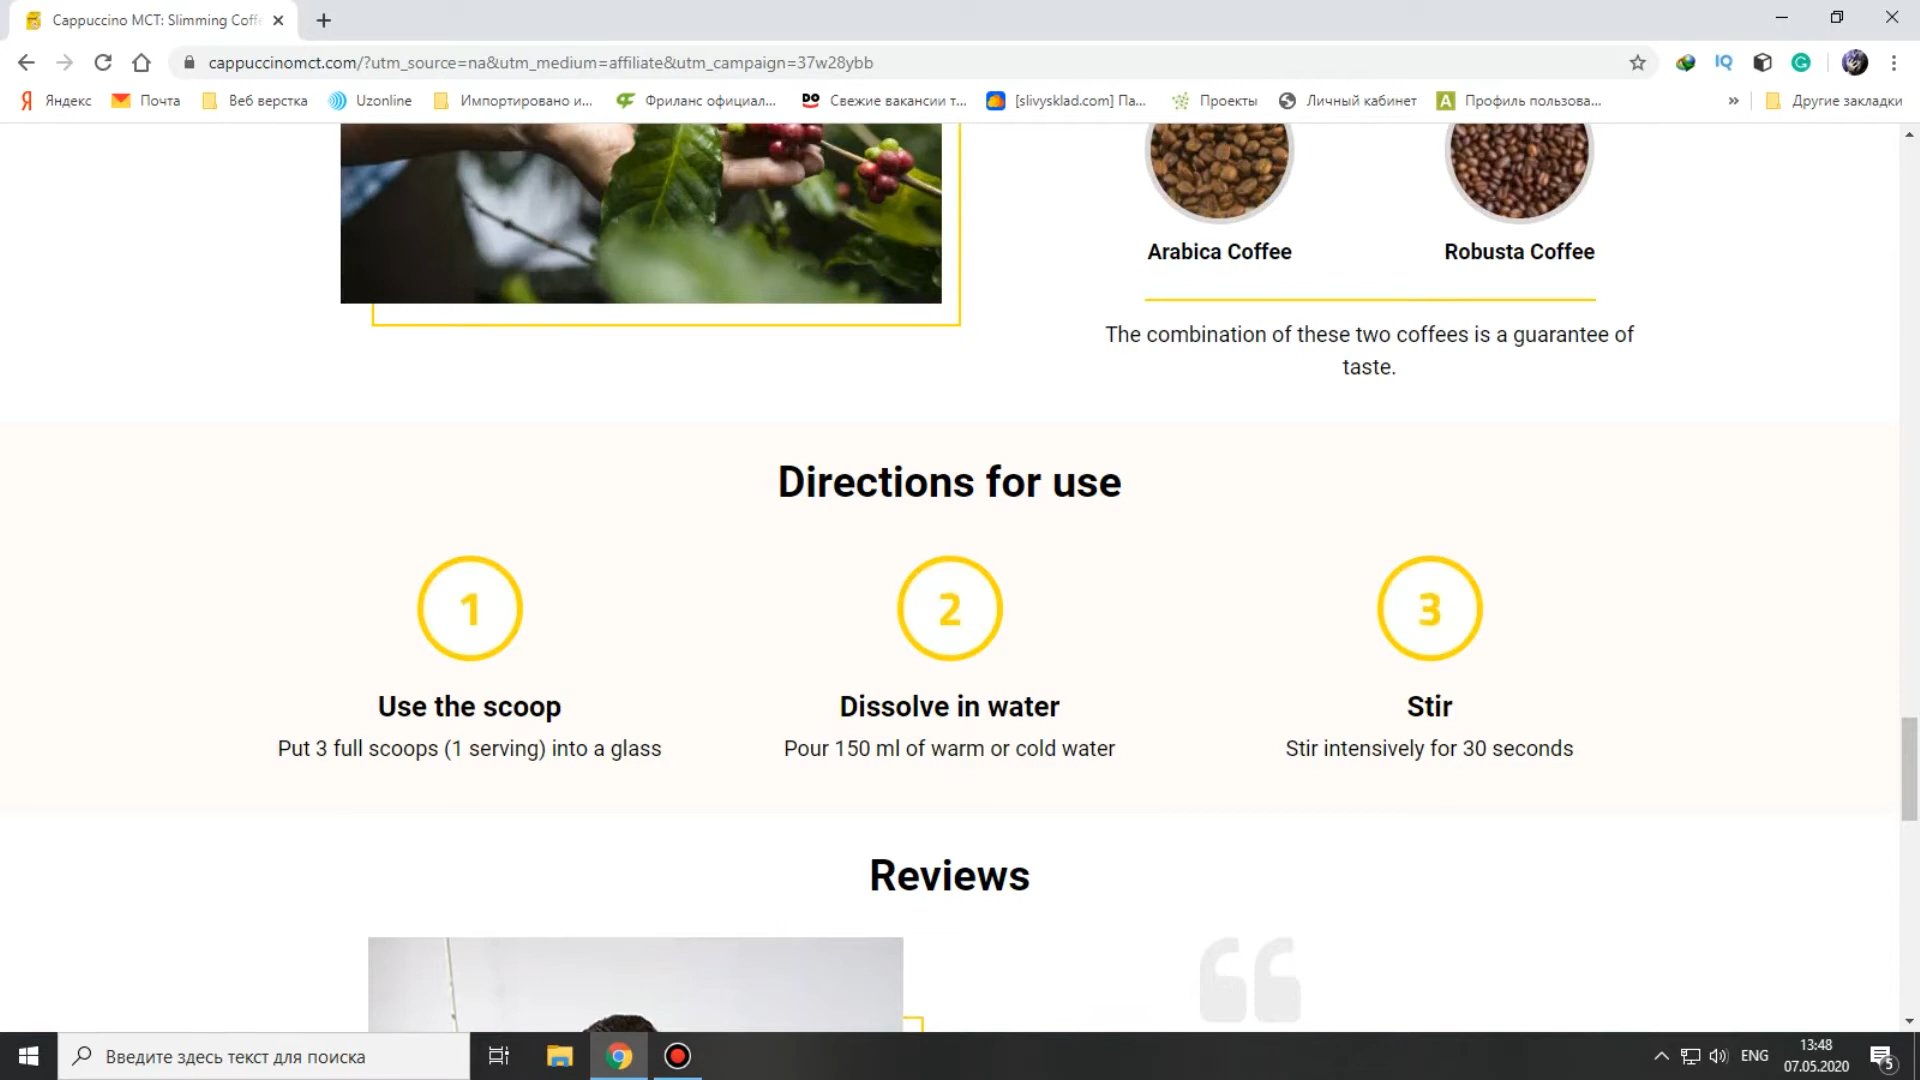 Cappuccino MCT: Slimming Coffe
cappuccinomct.com/?utm_source=na&utm_medium=affiliate&utm_campaign=37w28ybb
IQ
Яндекс
Почта
Веб верстка
Uzonline
Импортировано и...
Фриланс официал...
DO Свежие вакансии т...
[slivysklad.com] Па...
Проекты
Личный кабинет
A Профиль пользова...
»
Другие закладки
Arabica Coffee
Robusta Coffee
The combination of these two coffees is a guarantee of
taste.
Directions for use
1
2
3
Use the scoop
Dissolve in water
Stir
Put 3 full scoops (1 serving) into a glass
Pour 150 ml of warm or cold water
Stir intensively for 30 seconds
Reviews
“
Введите здесь текст для поиска
ENG
13:48
07.05.2020
5